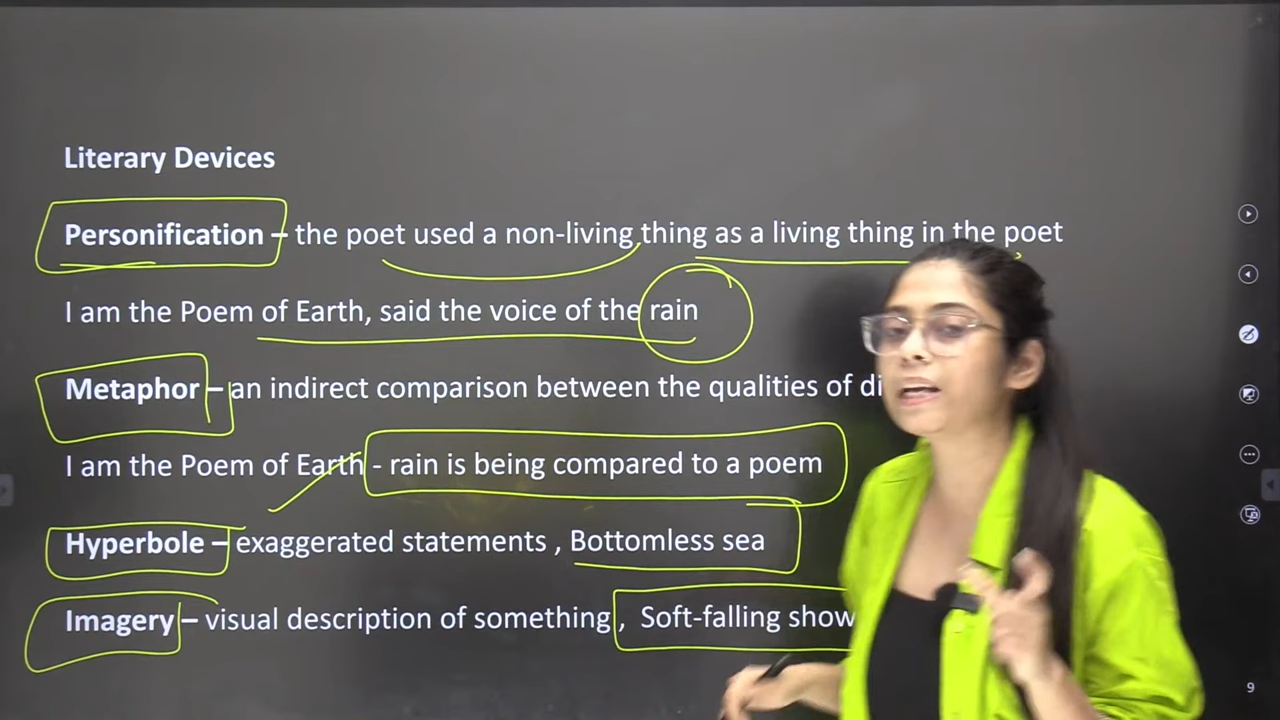 Literary Devices
Personification – the poet used a non-living thing as a living thing in the poet
I am the Poem of Earth, said the voice of the rain
Metaphor – an indirect comparison between the qualities of
I am the Poem of Earth - rain is being compared to a poem
Hyperbole – exaggerated statements , Bottomless sea
Imagery – visual description of something , Soft-falling
9